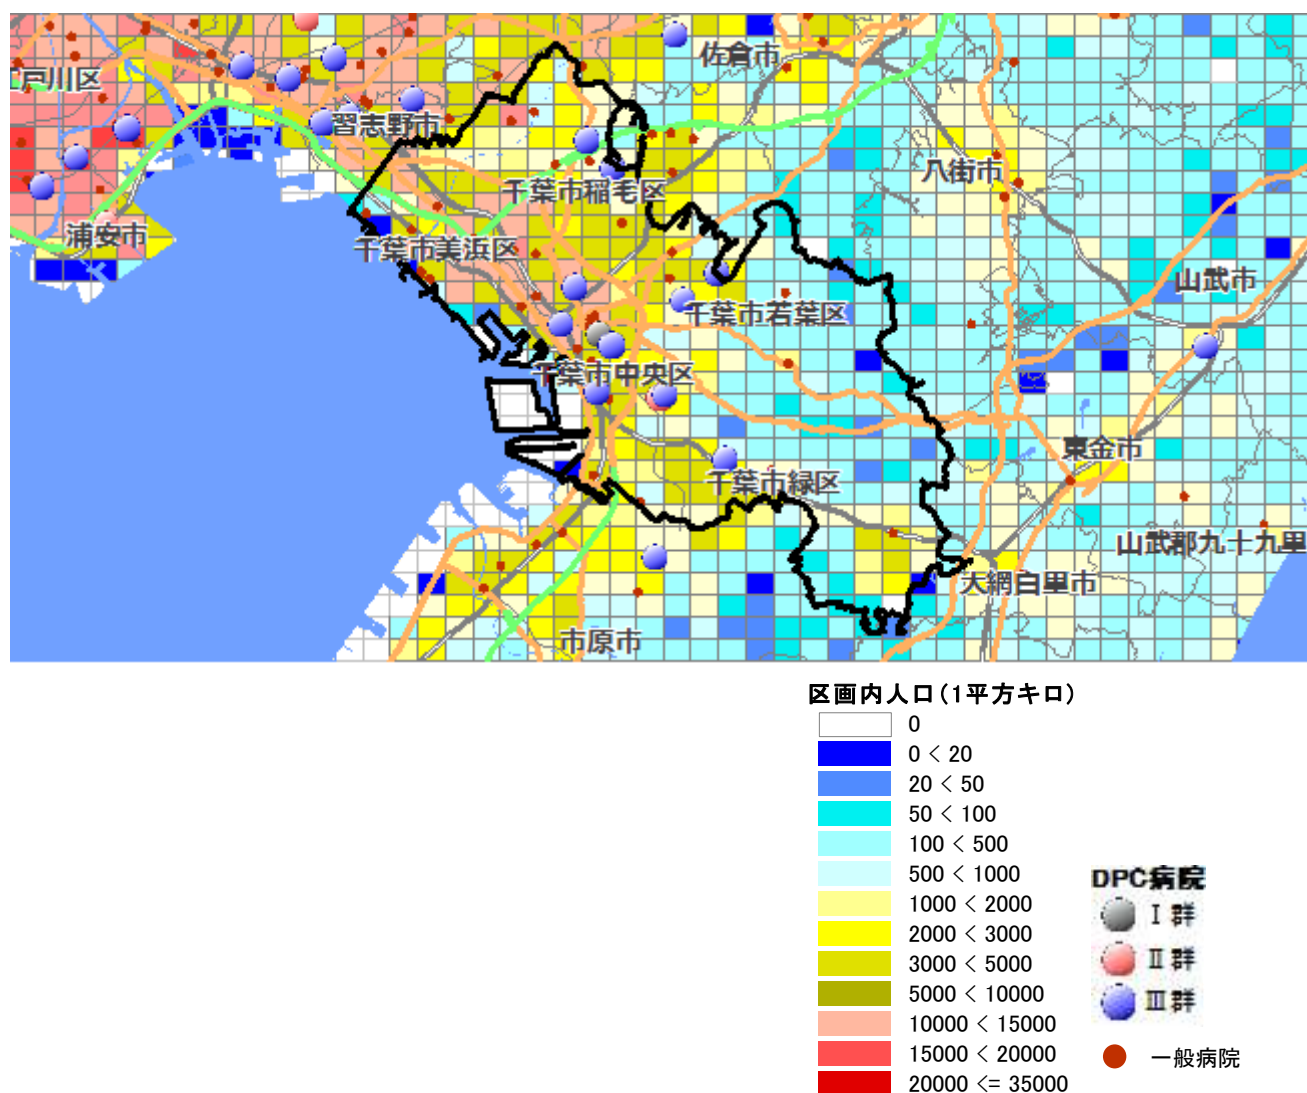 佐倉市
江戸川区
習志野市
八街市
千葉市稲毛区
浦安市
千葉市美浜区
山武市
千葉市若葉区
千葉市中央区
東金市
千葉市緑区
山武郡九十九里
大網白里市
市原市
区画内人口(1平方キロ)
0
0 < 20
20 < 50
50 < 100
100 < 500
500 < 1000
1000 < 2000
2000 < 3000
3000 < 5000
5000 < 10000
10000 < 15000
15000 < 20000
20000 <= 35000
DPC病院
Ⅰ群
Ⅱ群
Ⅲ群
一般病院